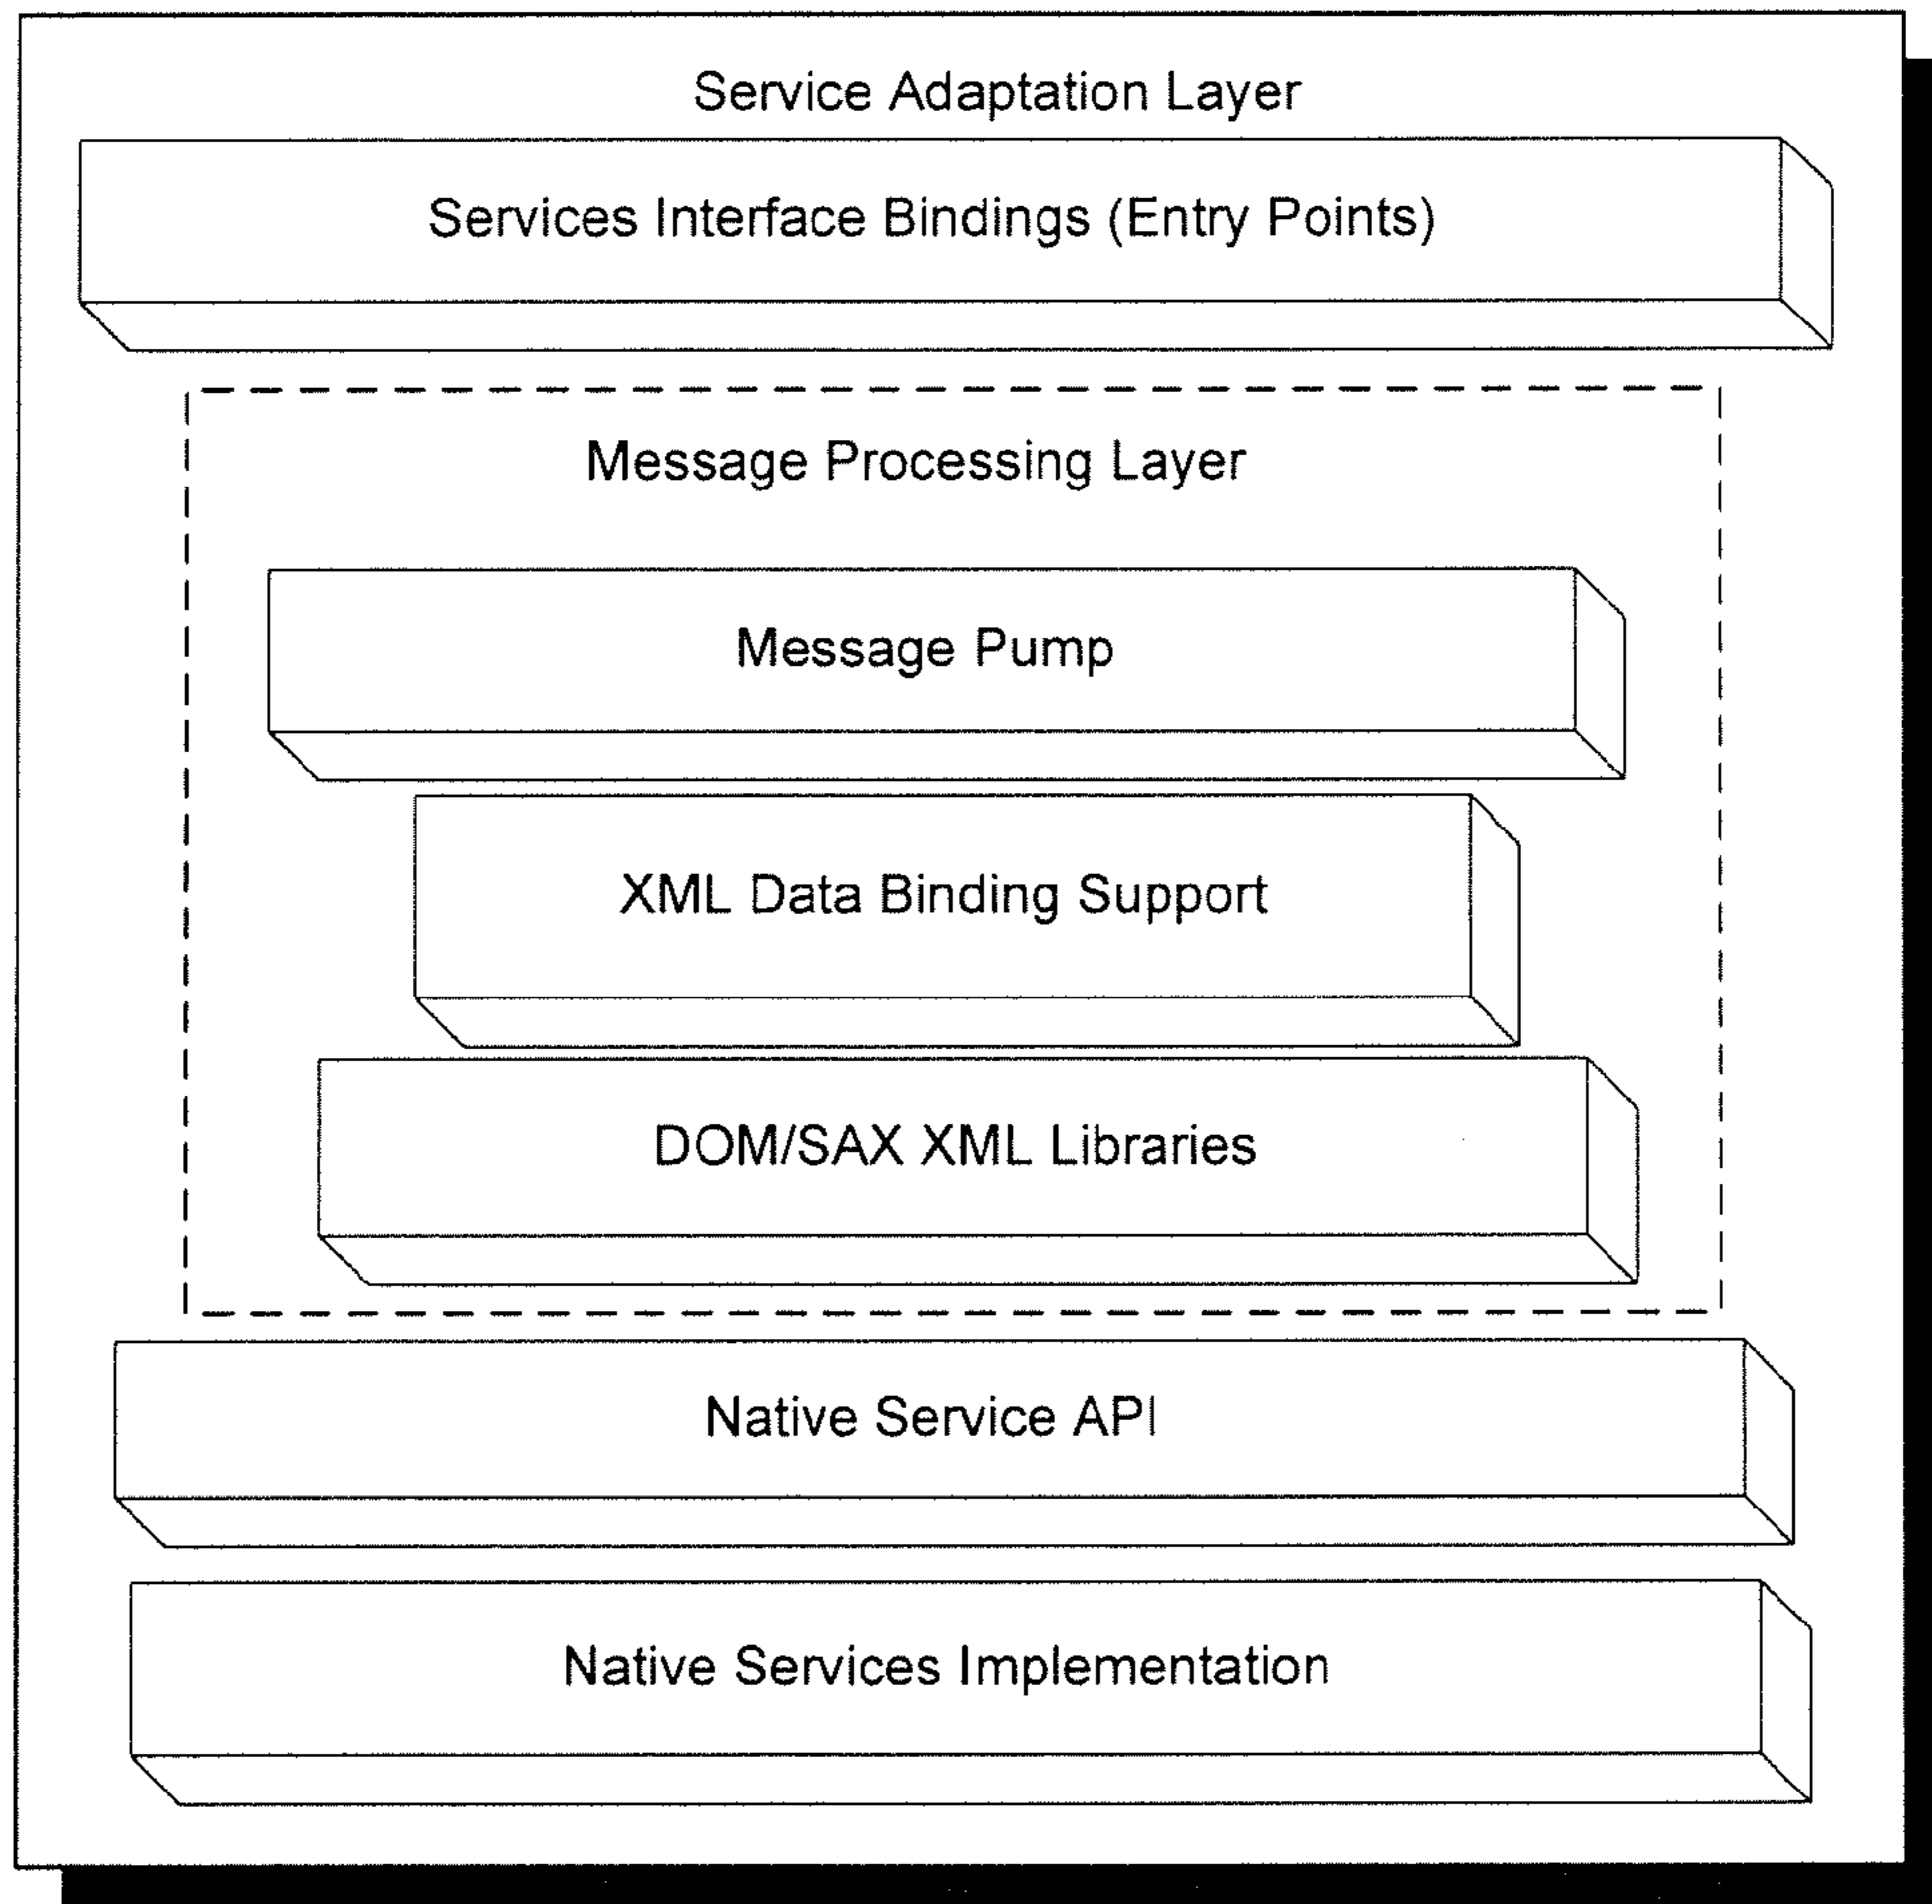 Service Adaptation Layer
Services Interface Bindings (Entry Points)
Message Processing Layer
Message Pump
XML Data Binding Support
DOM/SAX XML Libraries
Native Service API
Native Services Implementation